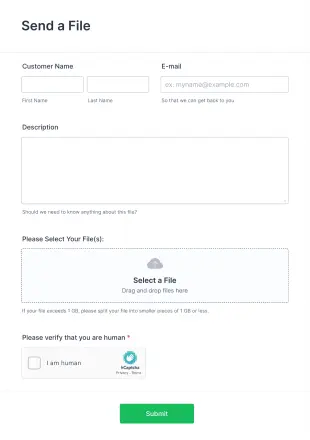 Send a File
Customer Name
E-mail
ex: myname@example.com
First Name
Last Name
So that we can get back to you
Description
Should we need to know anything about this file?
Please Select Your File(s):
Select a File
Drag and drop files here
If your file exceeds 1 GB, please split your file into smaller pieces of 1 GB or less.
Please verify that you are human *
I am human
hCaptcha
Privacy - Terms
Submit